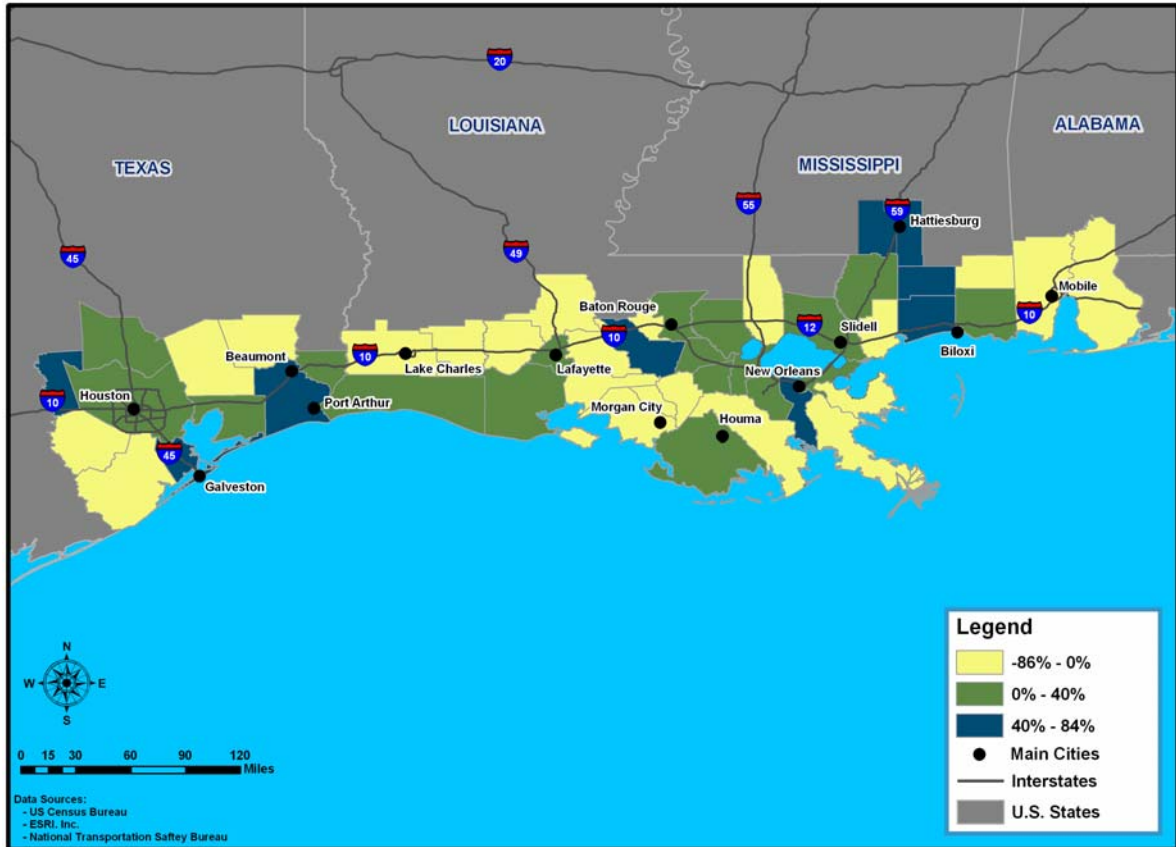 20
LOUISIANA
ALABAMA
TEXAS
MISSISSIPPI
55
59
Hattiesburg
45
49
Mobile
Baton Rouge
10
12
Slidell
10
Beaumont
10
Lake Charles
Lafayette
New Orleans
Biloxi
Houston
10
Port Arthur
Morgan City
Houma
45
Galveston
Legend
-86% - 0%
0% - 40%
40% - 84%
Main Cities
Interstates
U.S. States
N
W
E
S
0 15 30 60 90 120
Miles
Data Sources:
- US Census Bureau
- ESRI. Inc.
- National Transportation Saftey Bureau